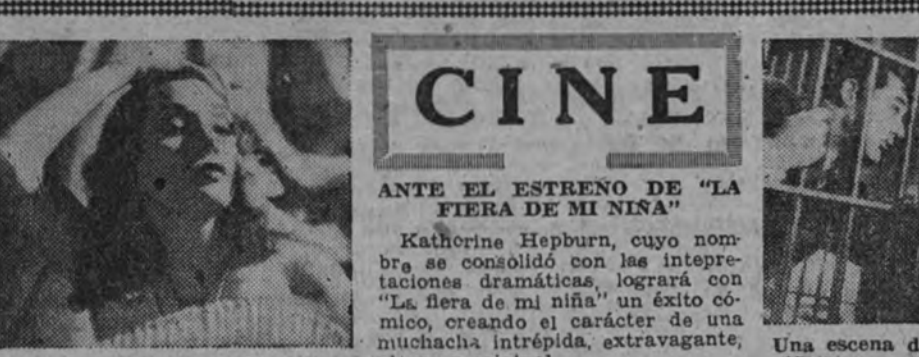 CINE
ANTE EL ESTRENO DE "LA
FIERA DE MI NIÑA"
Katherine Hepburn, cuyo nom-
bre se consolidó con las intepre-
taciones dramáticas, logrará con
"La fiera de mi niña" un éxito có-
mico, creando el carácter de una
muchacha intrépida, extravagante,
Una escena d